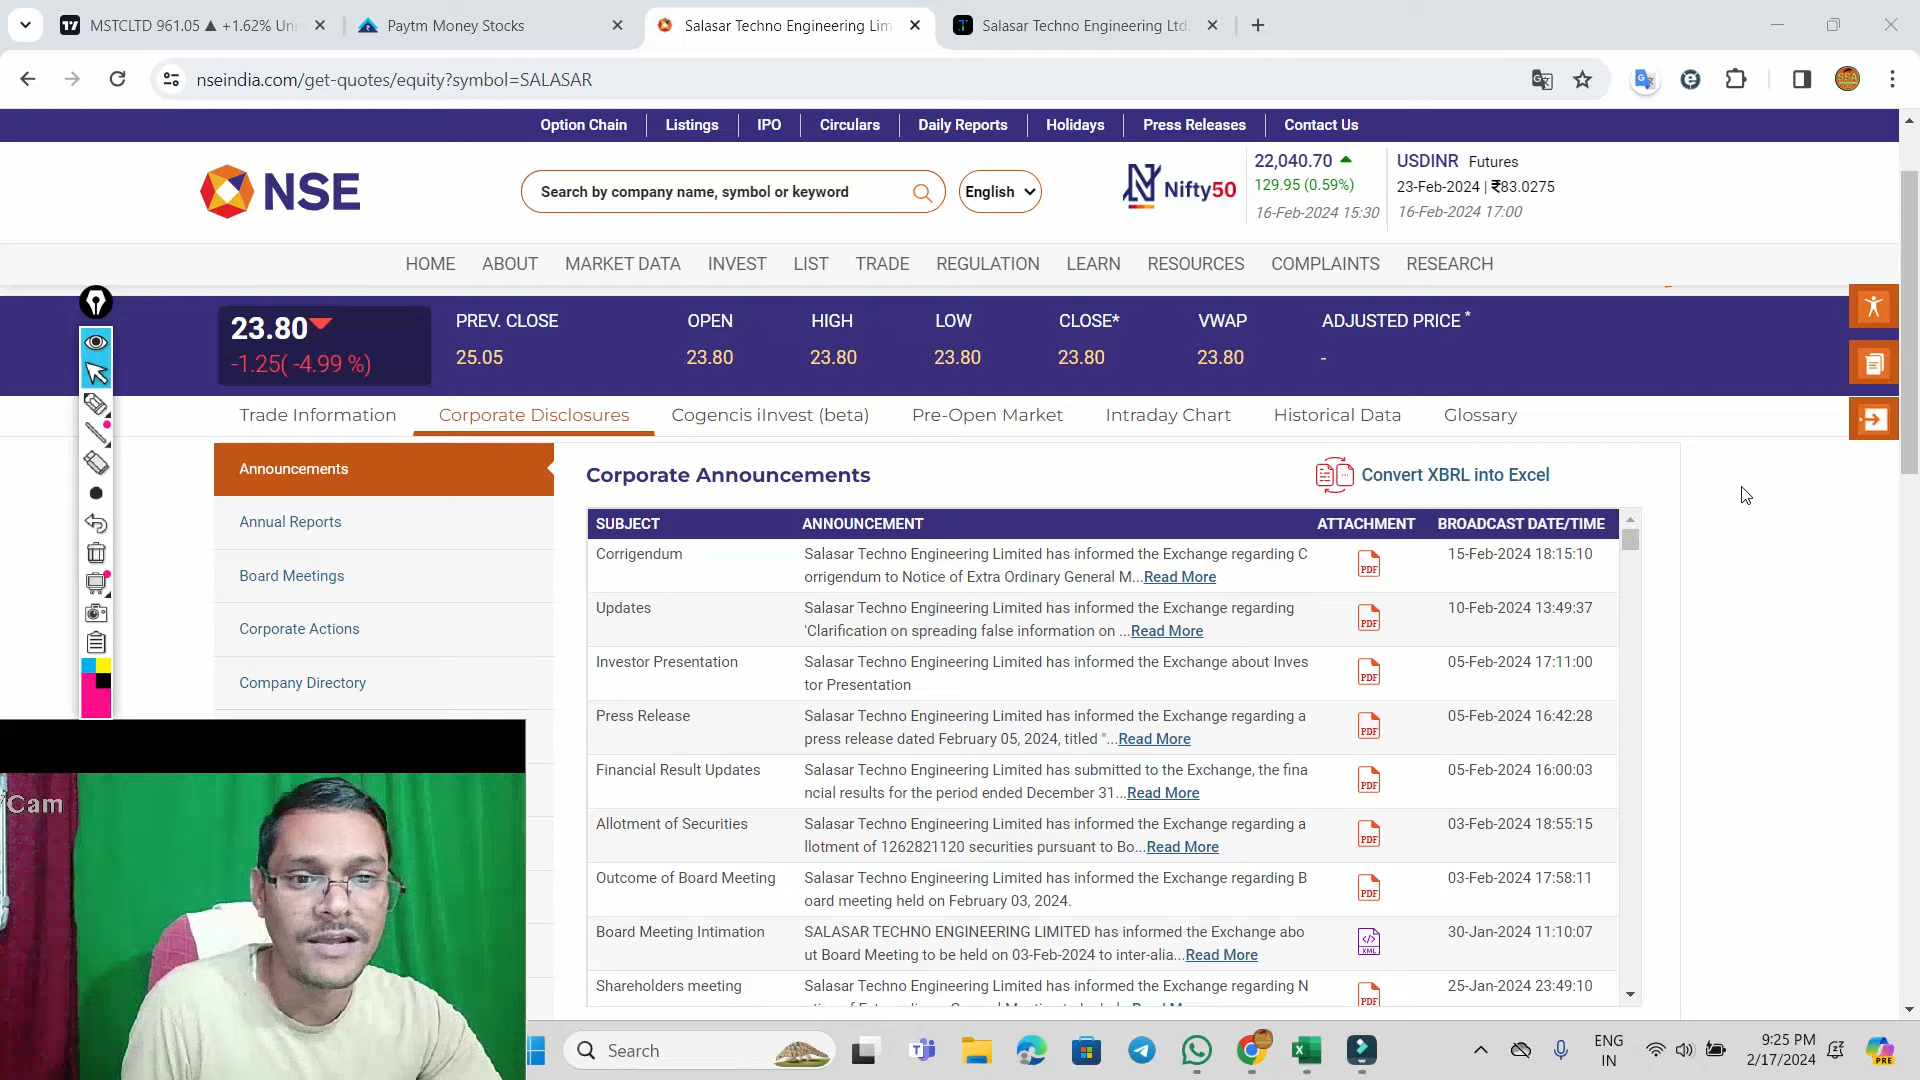 MSTCLTD 961.05 ▲ +1.62% Un
Paytm Money Stocks
Salasar Techno Engineering Lim
Salasar Techno Engineering Ltd
nseindia.com/get-quotes/equity?symbol=SALASAR
Option Chain
Listings
IPO
Circulars
Daily Reports
Holidays
Press Releases
Contact Us
NSE
Search by company name, symbol or keyword
English
Nifty50
22,040.70
129.95 (0.59%)
16-Feb-2024 15:30
USDINR Futures
23-Feb-2024 | ₹83.0275
16-Feb-2024 17:00
HOME ABOUT MARKET DATA INVEST LIST TRADE REGULATION LEARN RESOURCES COMPLAINTS RESEARCH
23.80
-1.25( -4.99 %)
PREV. CLOSE OPEN HIGH LOW CLOSE* VWAP ADJUSTED PRICE *
25.05 23.80 23.80 23.80 23.80 23.80 -
Trade Information Corporate Disclosures Cogencis iInvest (beta) Pre-Open Market Intraday Chart Historical Data Glossary
Announcements
Annual Reports
Board Meetings
Corporate Actions
Company Directory
Corporate Announcements
Convert XBRL into Excel
SUBJECT ANNOUNCEMENT ATTACHMENT BROADCAST DATE/TIME
Corrigendum Salasar Techno Engineering Limited has informed the Exchange regarding C PDF 15-Feb-2024 18:15:10
orrigendum to Notice of Extra Ordinary General M...Read More
Updates Salasar Techno Engineering Limited has informed the Exchange regarding PDF 10-Feb-2024 13:49:37
'Clarification on spreading false information on ...Read More
Investor Presentation Salasar Techno Engineering Limited has informed the Exchange about Inves PDF 05-Feb-2024 17:11:00
tor Presentation
Press Release Salasar Techno Engineering Limited has informed the Exchange regarding a PDF 05-Feb-2024 16:42:28
press release dated February 05, 2024, titled "...Read More
Financial Result Updates Salasar Techno Engineering Limited has submitted to the Exchange, the fina PDF 05-Feb-2024 16:00:03
ncial results for the period ended December 31...Read More
Allotment of Securities Salasar Techno Engineering Limited has informed the Exchange regarding a PDF 03-Feb-2024 18:55:15
llotment of 1262821120 securities pursuant to Bo...Read More
Outcome of Board Meeting Salasar Techno Engineering Limited has informed the Exchange regarding B PDF 03-Feb-2024 17:58:11
oard meeting held on February 03, 2024.
Board Meeting Intimation SALASAR TECHNO ENGINEERING LIMITED has informed the Exchange abo XML 30-Jan-2024 11:10:07
ut Board Meeting to be held on 03-Feb-2024 to inter-alia...Read More
Shareholders meeting Salasar Techno Engineering Limited has informed the Exchange regarding N PDF 25-Jan-2024 23:49:10
Cam
Search
ENG
IN
9:25 PM
2/17/2024
PRE